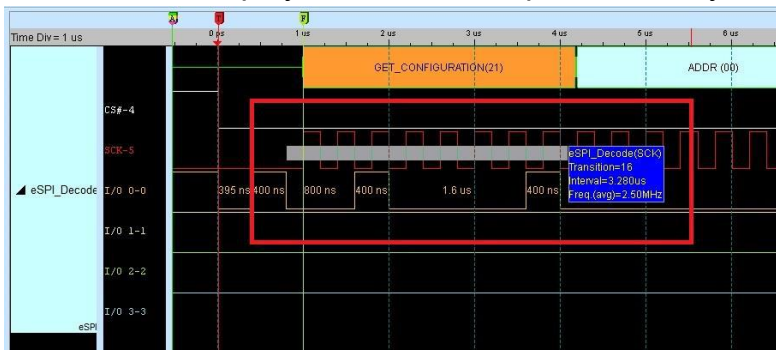 A T F
Time Div = 1 us 0 ps 1 us 2 us 3 us 4 us 5 us 6 us
GET_CONFIGURATION(21) ADDR (00)
CS#-4
SCK-5
eSPI_Decode(SCK)
Transition=16
Interval=3.280us
Freq.(avg)=2.50MHz
eSPI_Decode I/O 0-0 395 ns 400 ns 800 ns 400 ns 1.6 us 400 ns
I/O 1-1
I/O 2-2
I/O 3-3
eSPI